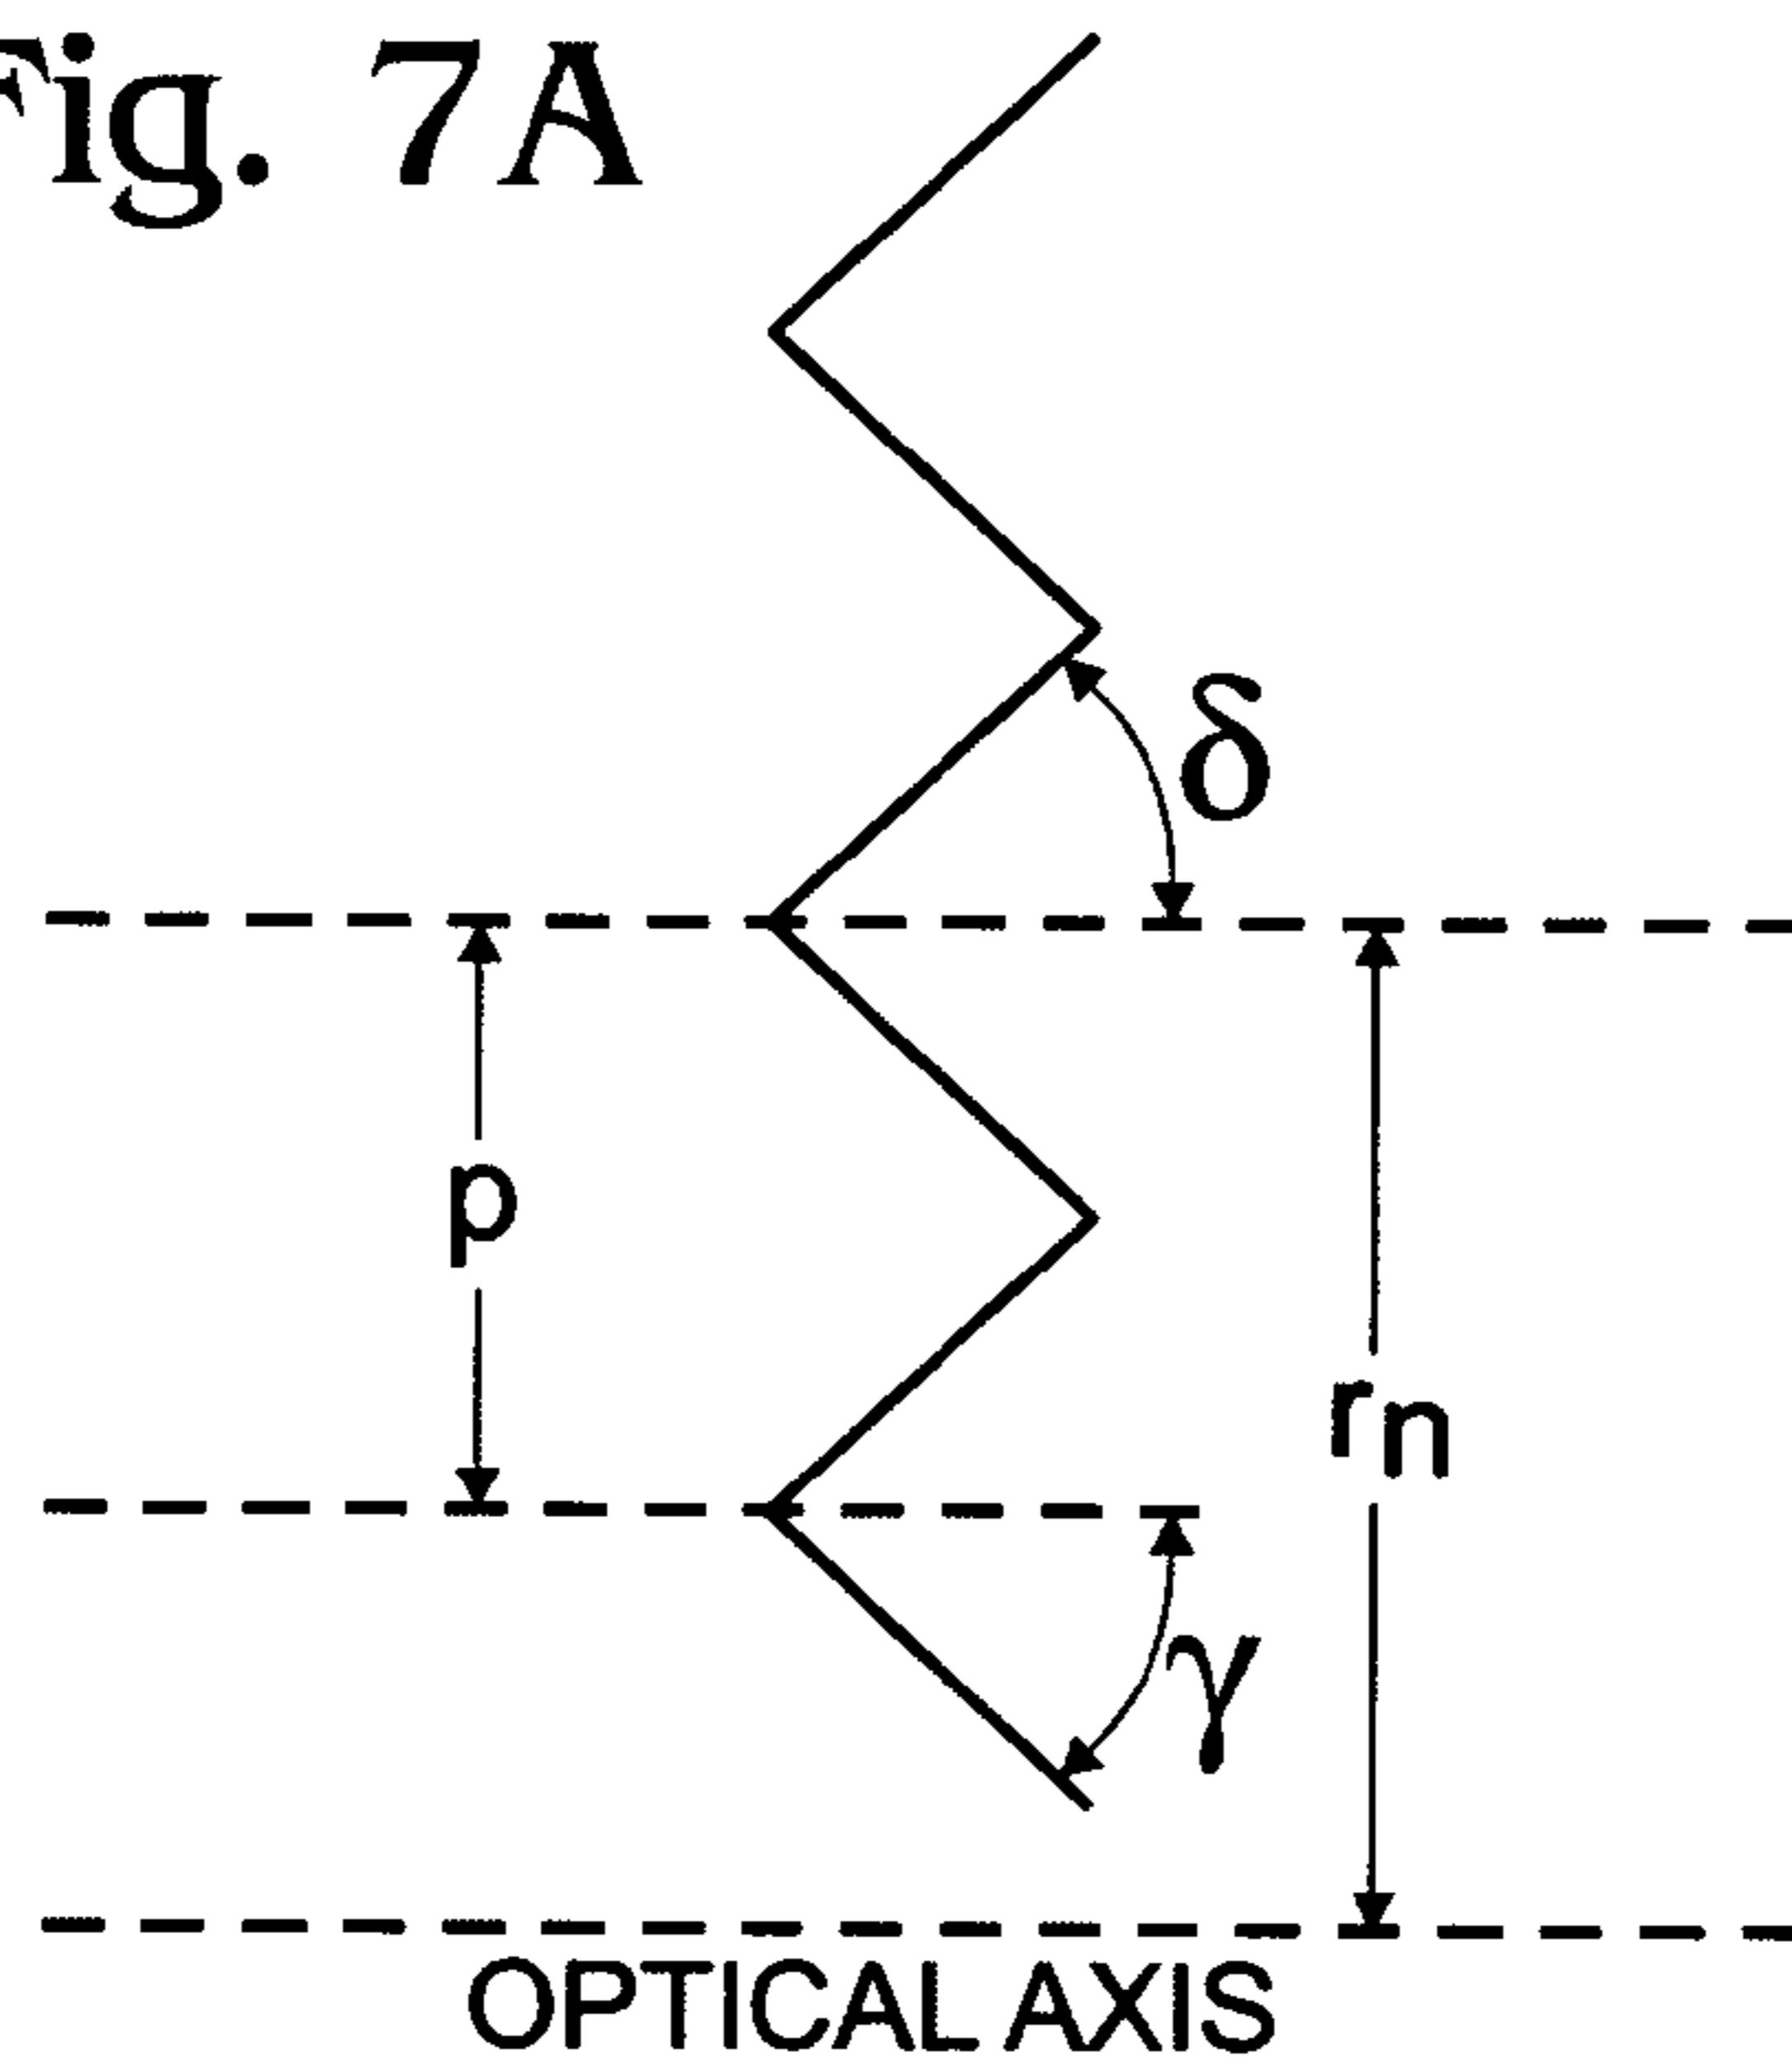 Fig. 7A
δ
p
rn
γ
OPTICAL AXIS